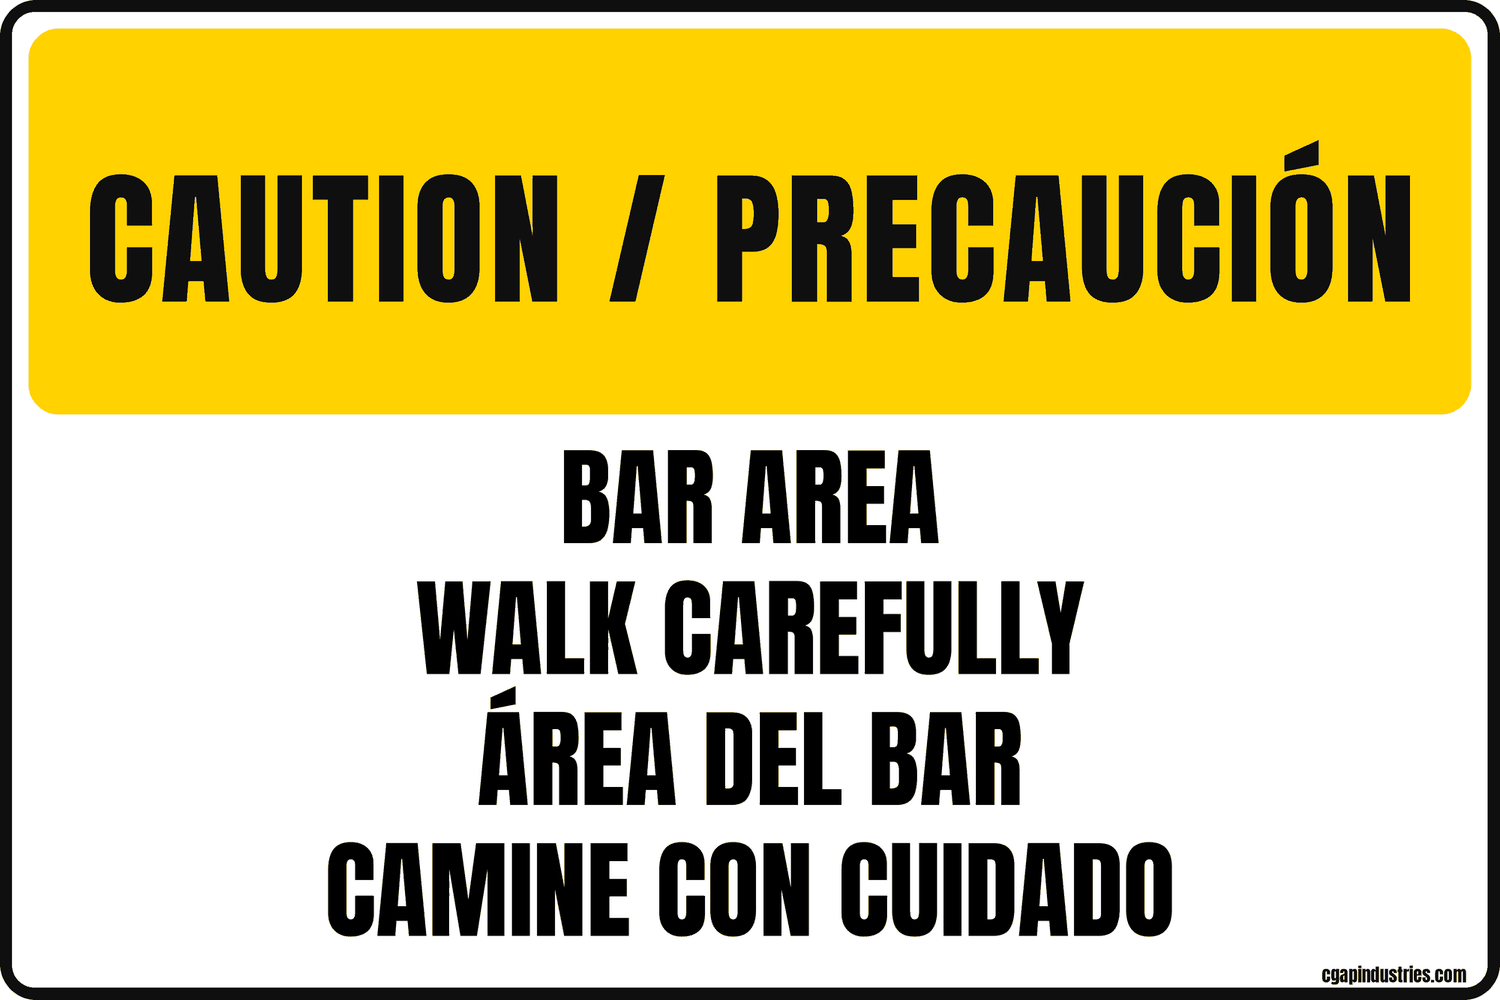 CAUTION / PRECAUCIÓN
BAR AREA
WALK CAREFULLY
ÁREA DEL BAR
CAMINE CON CUIDADO
cgapindustries.com